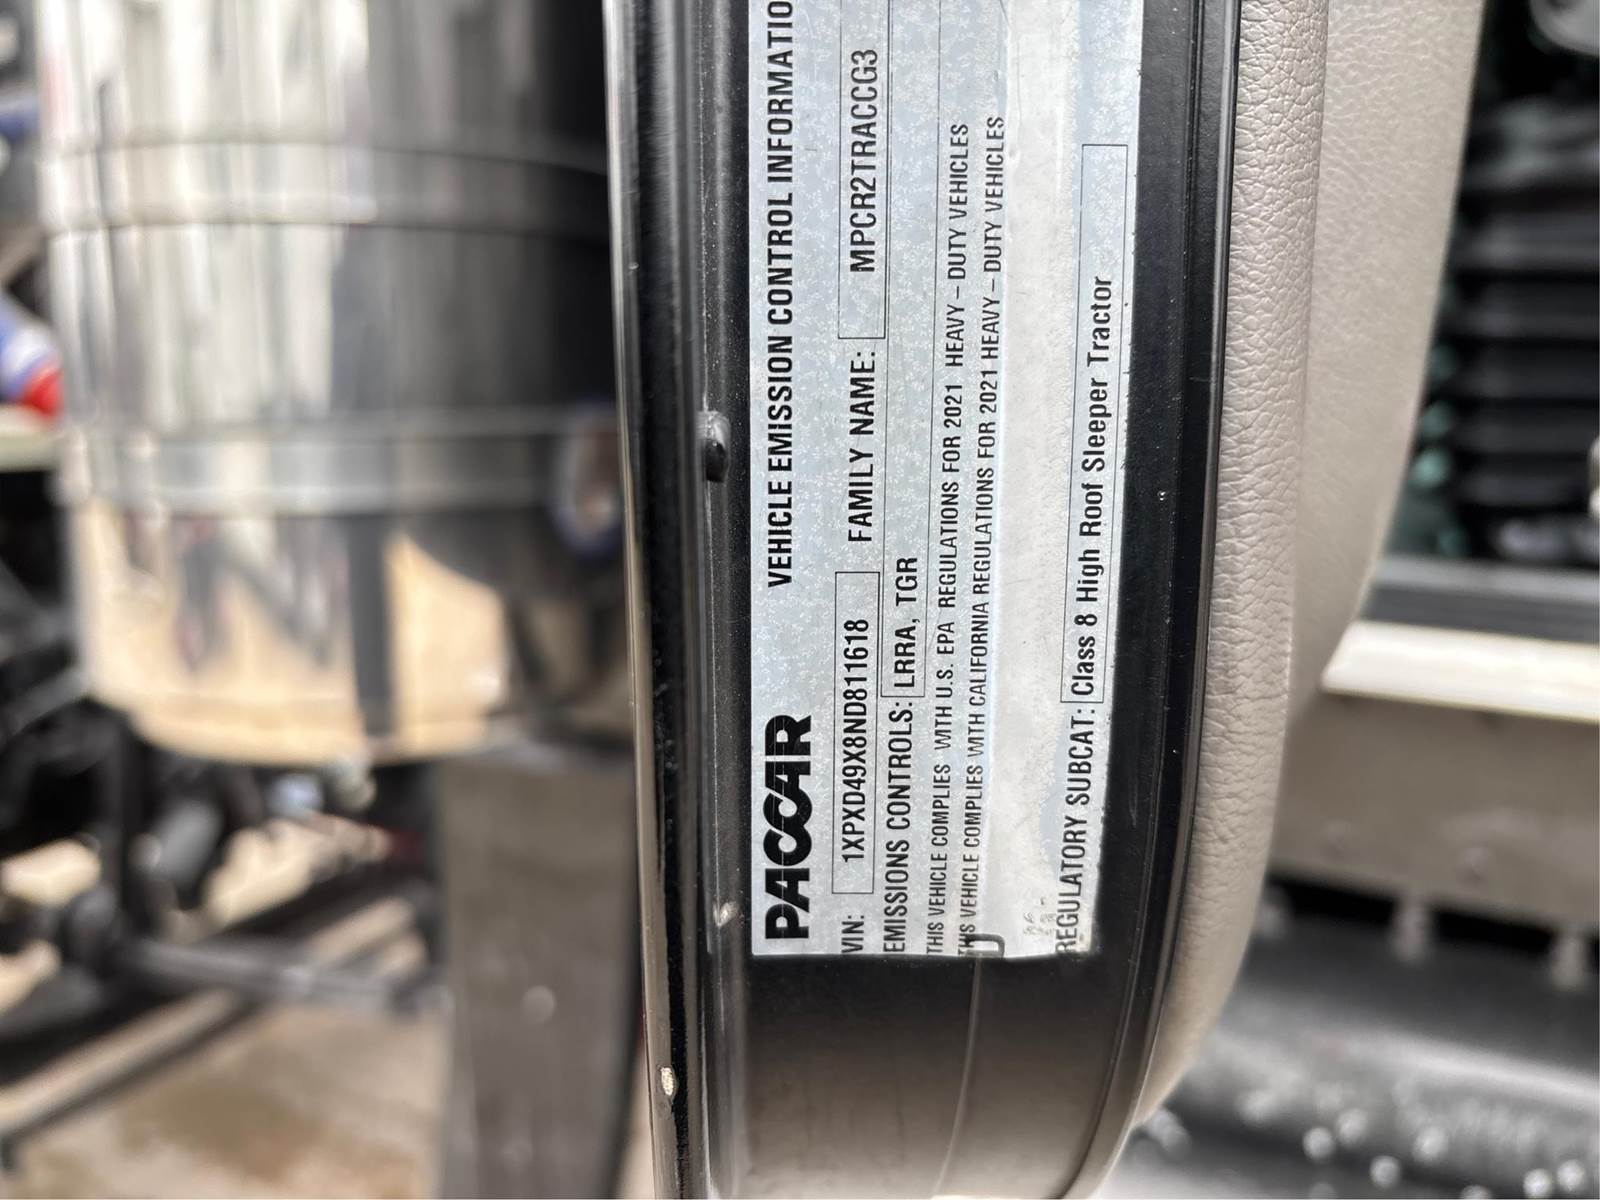 PACCAR VEHICLE EMISSION CONTROL INFORMATIO
VIN: 1XPXD49X8ND811618 FAMILY NAME: MPCR2TRACCG3
EMISSIONS CONTROLS: LRRA, TGR
THIS VEHICLE COMPLIES WITH U.S. EPA REGULATIONS FOR 2021 HEAVY-DUTY VEHICLES
THIS VEHICLE COMPLIES WITH CALIFORNIA REGULATIONS FOR 2021 HEAVY-DUTY VEHICLES
REGULATORY SUBCAT: Class 8 High Roof Sleeper Tractor